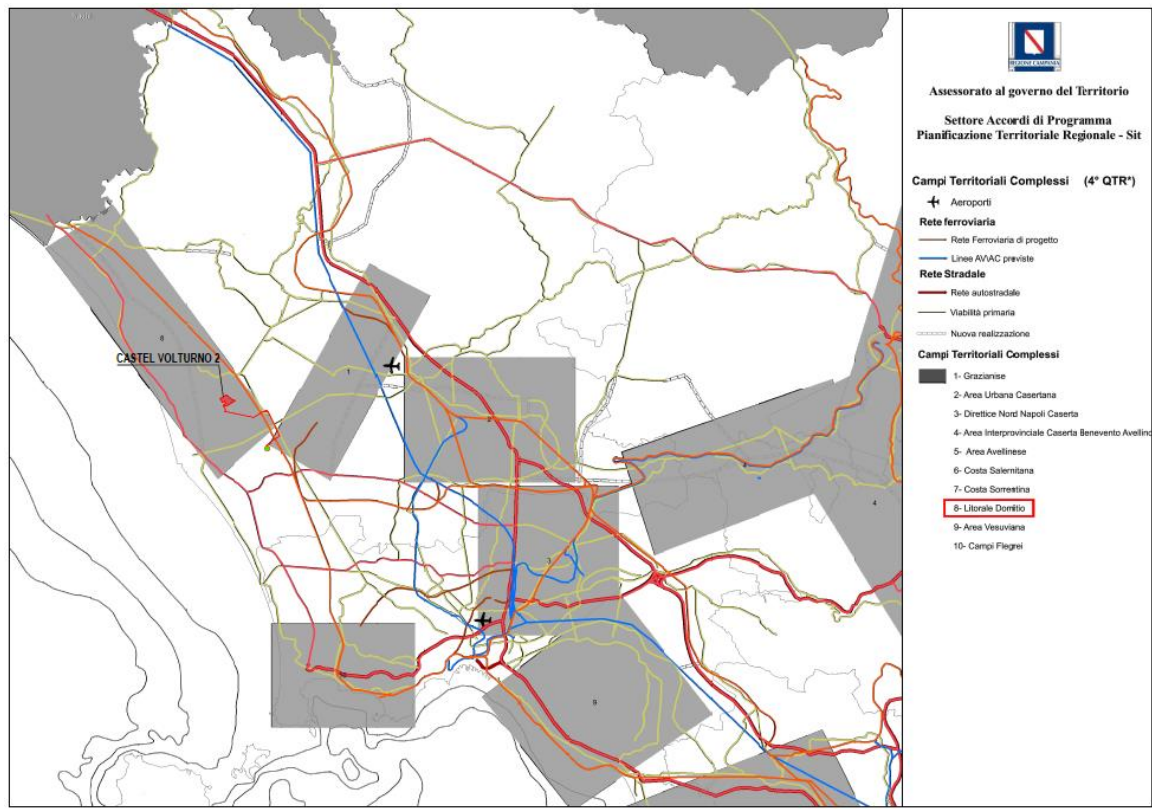 CASTEL VOLTURNO 2
8
1
2
3
4
10
9
REGIONE CAMPANIA
Assessorato al governo del Territorio
Settore Accordi di Programma
Pianificazione Territoriale Regionale - Sit
Campi Territoriali Complessi (4° QTR*)
Aeroporti
Rete ferroviaria
Rete Ferroviaria di progetto
Linee AV\AC previste
Rete Stradale
Rete autostradale
Viabilità primaria
Nuova realizzazione
Campi Territoriali Complessi
1- Grazianise
2- Area Urbana Casertana
3- Direttice Nord Napoli Caserta
4- Area Interprovinciale Caserta Benevento Avellino
5- Area Avellinese
6- Costa Salernitana
7- Costa Sorrentina
8- Litorale Domitio
9- Area Vesuviana
10- Campi Flegrei